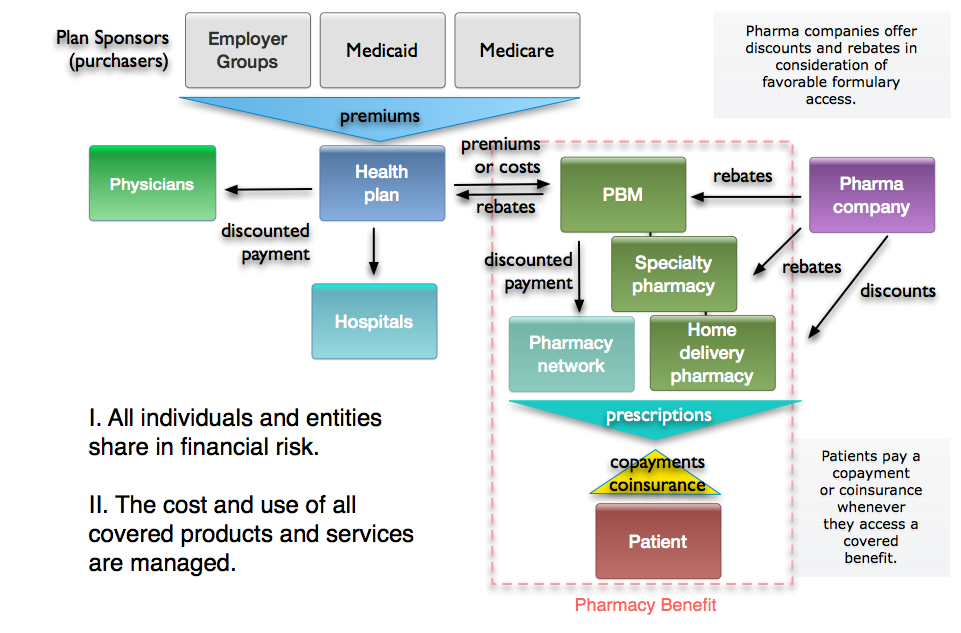 Plan Sponsors
(purchasers)
Employer
Groups
Medicaid
Medicare
Pharma companies offer
discounts and rebates in
consideration of
favorable formulary
access.
premiums
Physicians
Health
plan
premiums
or costs
rebates
PBM
rebates
Pharma
company
discounted
payment
discounted
payment
Specialty
pharmacy
rebates
discounts
Hospitals
Pharmacy
network
Home
delivery
pharmacy
prescriptions
I. All individuals and entities
share in financial risk.
II. The cost and use of all
covered products and services
are managed.
copayments
coinsurance
Patient
Patients pay a
copayment
or coinsurance
whenever
they access a
covered
benefit.
Pharmacy Benefit